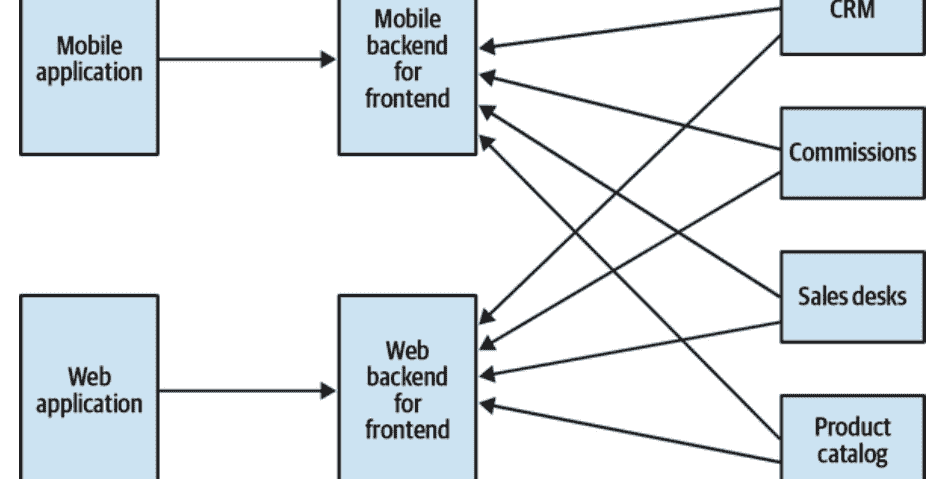 Mobile
application
Mobile
backend
for
frontend
CRM
Commissions
Sales desks
Web
application
Web
backend
for
frontend
Product
catalog